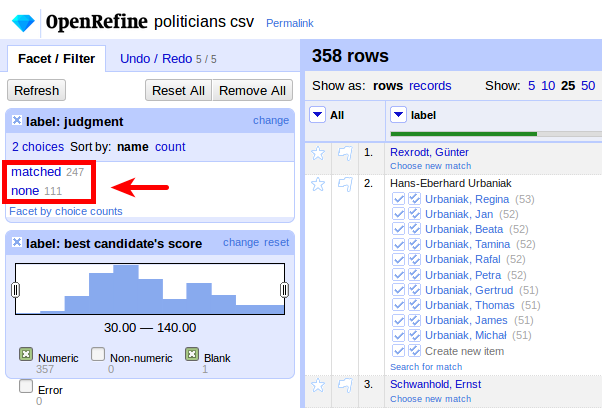 OpenRefine politicians csv Permalink
Facet / Filter Undo / Redo 5 / 5
Refresh Reset All Remove All
label: judgment change
2 choices Sort by: name count
matched 247
none 111
Facet by choice counts
label: best candidate's score change reset
30.00 — 140.00
Numeric 357
Non-numeric 0
Blank 1
Error 0
358 rows
Show as: rows records Show: 5 10 25 50
All label
1. Rexrodt, Günter
Choose new match
2. Hans-Eberhard Urbaniak
Urbaniak, Regina (53)
Urbaniak, Jan (52)
Urbaniak, Beata (52)
Urbaniak, Tamina (52)
Urbaniak, Rafal (52)
Urbaniak, Petra (52)
Urbaniak, Gertrud (51)
Urbaniak, Thomas (51)
Urbaniak, James (51)
Urbaniak, Michał (51)
Create new item
Search for match
3. Schwanhold, Ernst
Choose new match